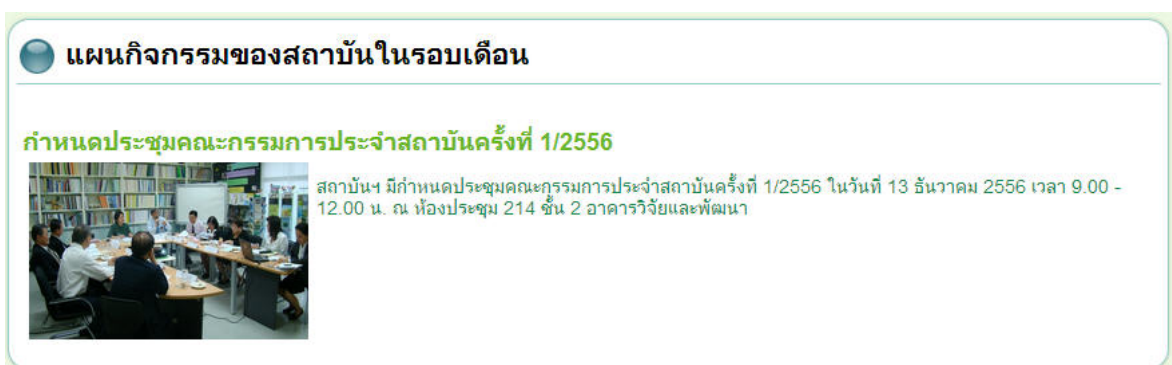 แผนกิจกรรมของสถาบันในรอบเดือน
กำหนดประชุมคณะกรรมการประจำสถาบันครั้งที่ 1/2556
สถาบันฯ มีกำหนดประชุมคณะกรรมการประจำสถาบันครั้งที่ 1/2556 ในวันที่ 13 ธันวาคม 2556 เวลา 9.00 -
12.00 น. ณ ห้องประชุม 214 ชั้น 2 อาคารวิจัยและพัฒนา